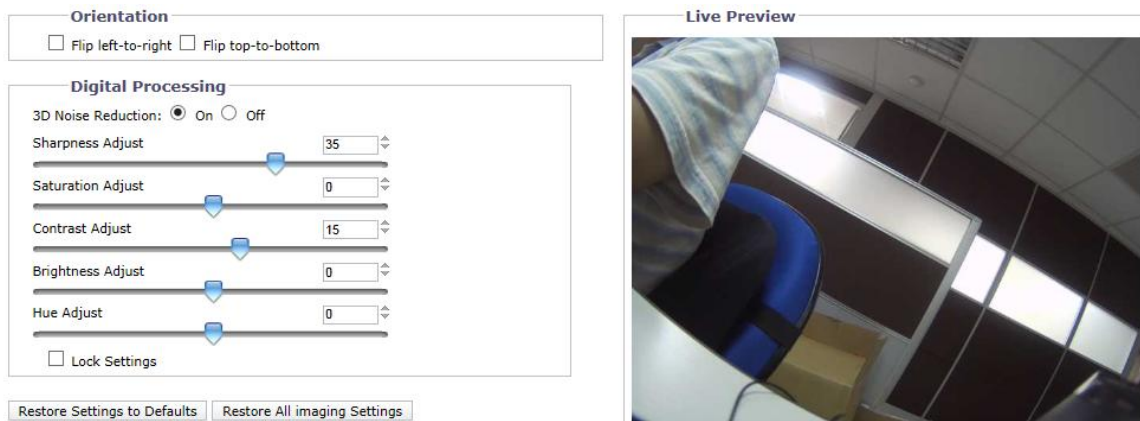 Orientation
Flip left-to-right Flip top-to-bottom
Digital Processing
3D Noise Reduction: On Off
Sharpness Adjust 35
Saturation Adjust 0
Contrast Adjust 15
Brightness Adjust 0
Hue Adjust 0
Lock Settings
Restore Settings to Defaults Restore All imaging Settings
Live Preview